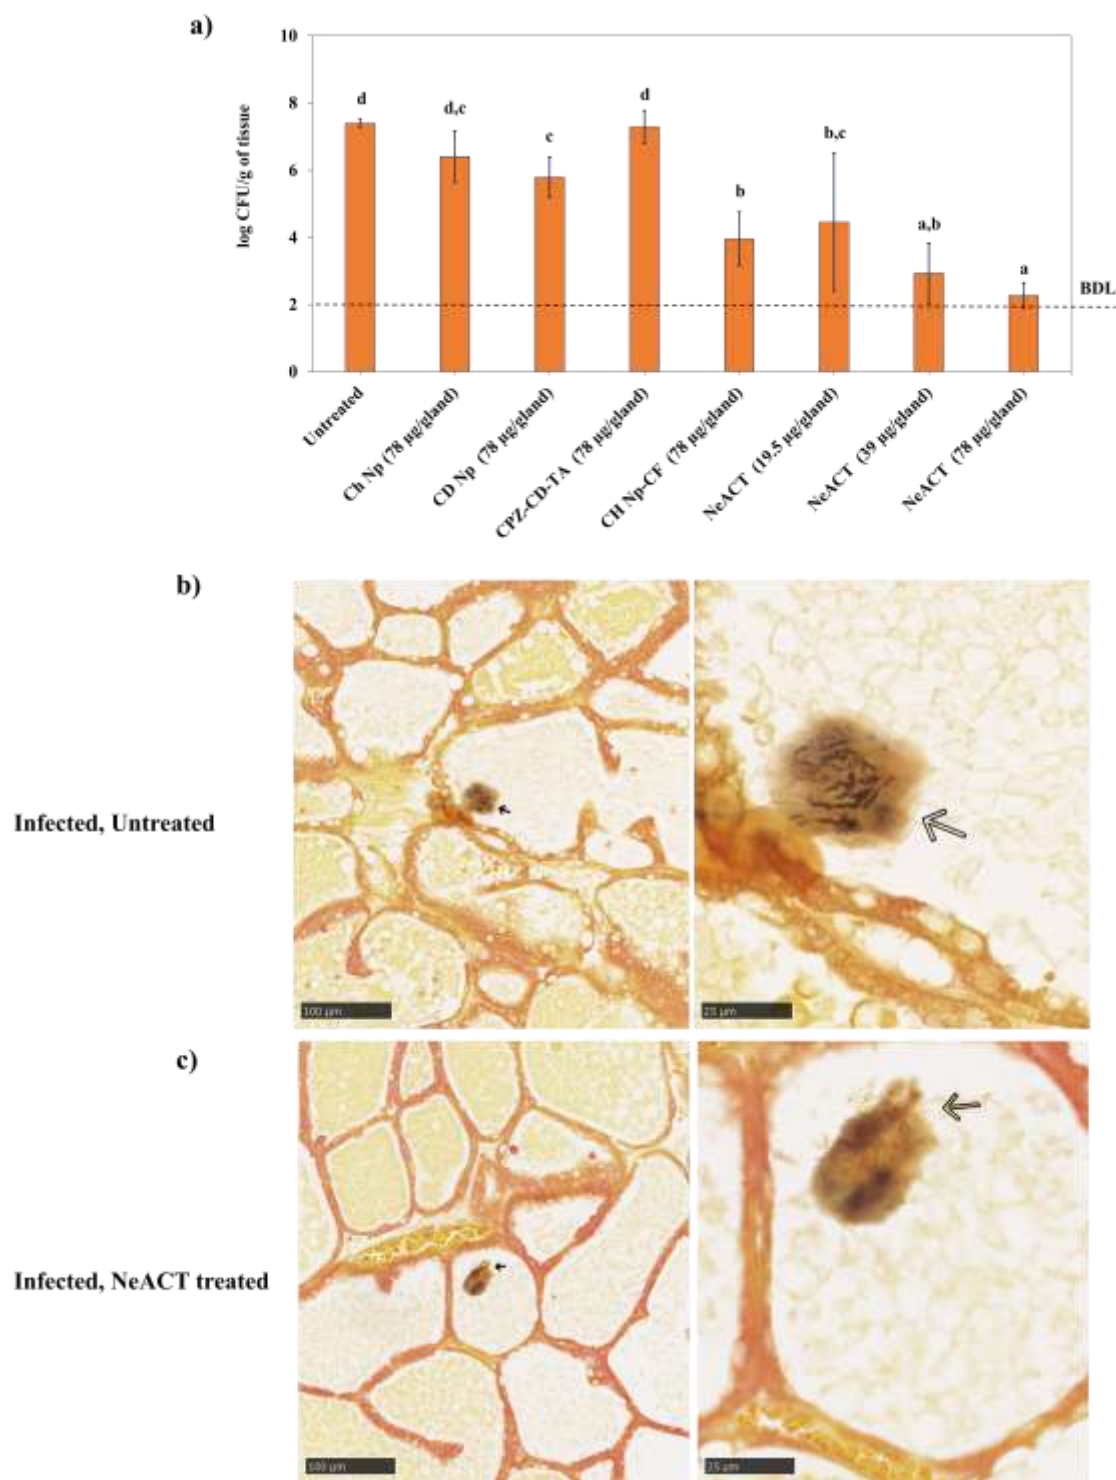 a)
10
8
6
4
2
0
log CFU/g of tissue
d
d,c
c
d
b
b,c
a,b
a
BDL
Untreated
Ch Np (78 µg/gland)
CD Np (78 µg/gland)
CPZ-CD-TA (78 µg/gland)
CH Np-CF (78 µg/gland)
NeACT (19.5 µg/gland)
NeACT (39 µg/gland)
NeACT (78 µg/gland)
b)
Infected, Untreated
100 µm
25 µm
c)
Infected, NeACT treated
100 µm
25 µm